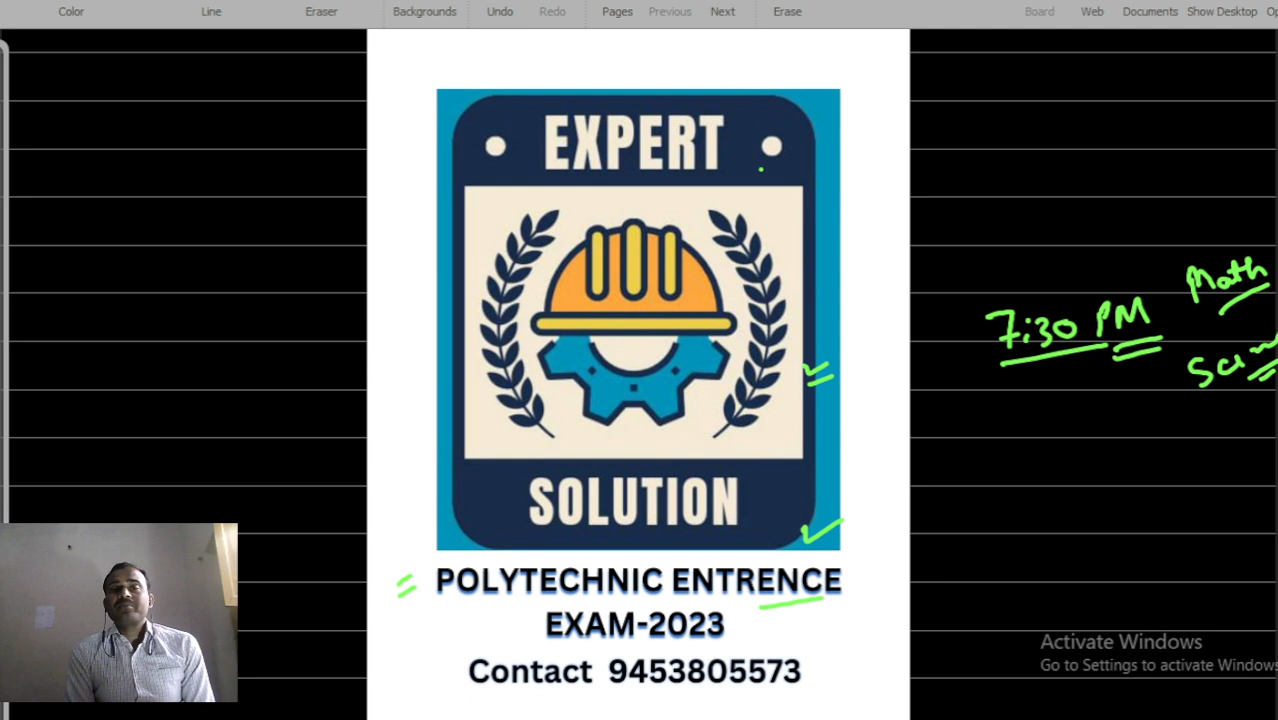 Color Line Eraser Backgrounds Undo Redo Pages Previous Next Erase Board Web Documents Show Desktop
EXPERT
Math
7:30 PM
SOLUTION
POLYTECHNIC ENTRENCE
EXAM-2023
Activate Windows
Go to Settings to activate Windows
Contact 9453805573